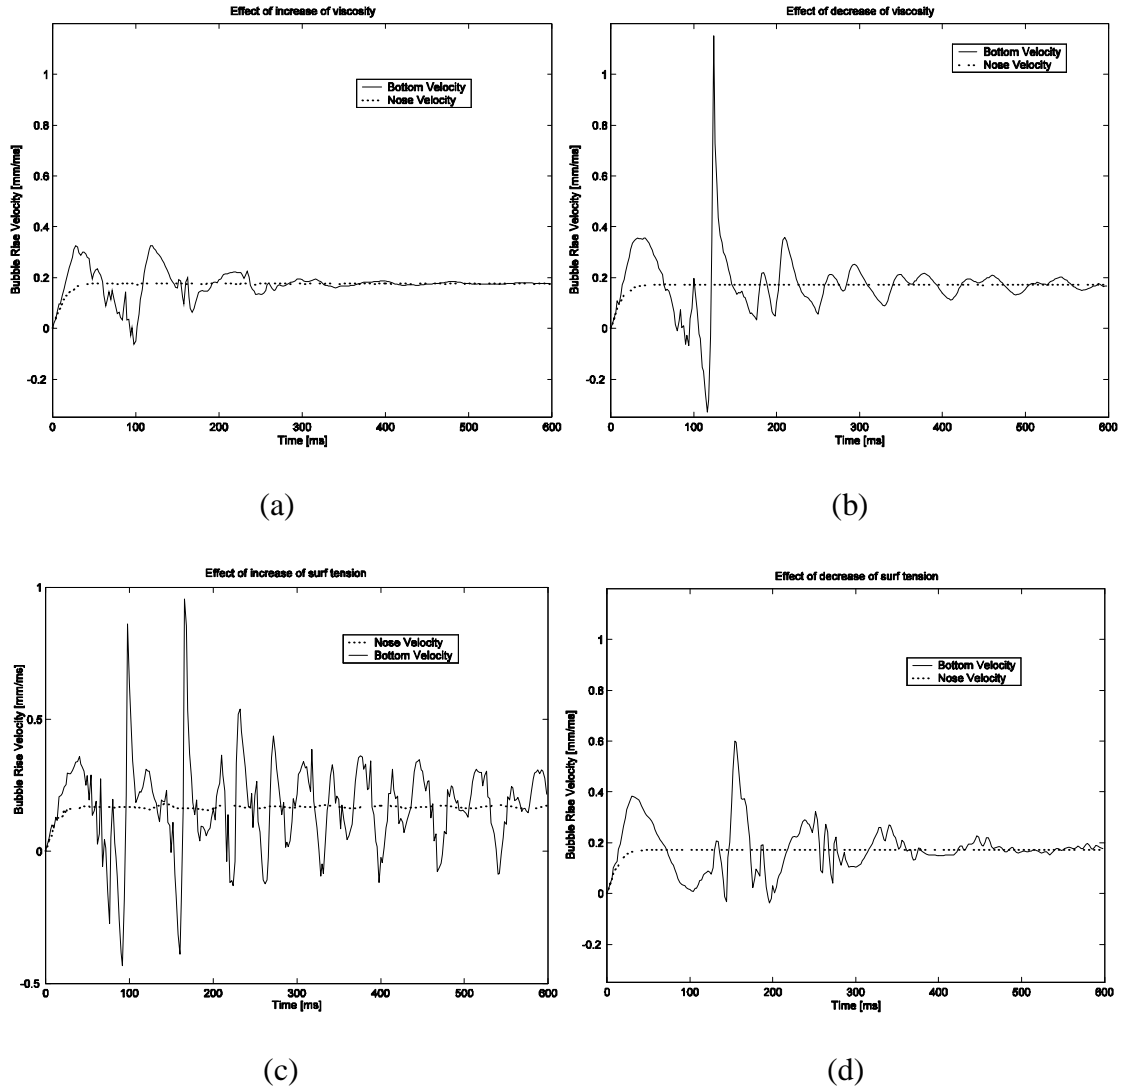 Effect of increase of viscosity
Bubble Rise Velocity [mm/ms]
1
0.8
0.6
0.4
0.2
0
-0.2
Bottom Velocity
Nose Velocity
0 100 200 300 400 500 600
Time [ms]
(a)
Effect of decrease of viscosity
Bubble Rise Velocity [mm/ms]
1
0.8
0.6
0.4
0.2
0
-0.2
Bottom Velocity
Nose Velocity
0 100 200 300 400 500 600
Time [ms]
(b)
Effect of increase of surf tension
Bubble Rise Velocity [mm/ms]
1
0.5
0
-0.5
Nose Velocity
Bottom Velocity
0 100 200 300 400 500 600
Time [ms]
(c)
Effect of decrease of surf tension
Bubble Rise Velocity [mm/ms]
1
0.8
0.6
0.4
0.2
0
-0.2
Bottom Velocity
Nose Velocity
0 100 200 300 400 500 600
Time [ms]
(d)